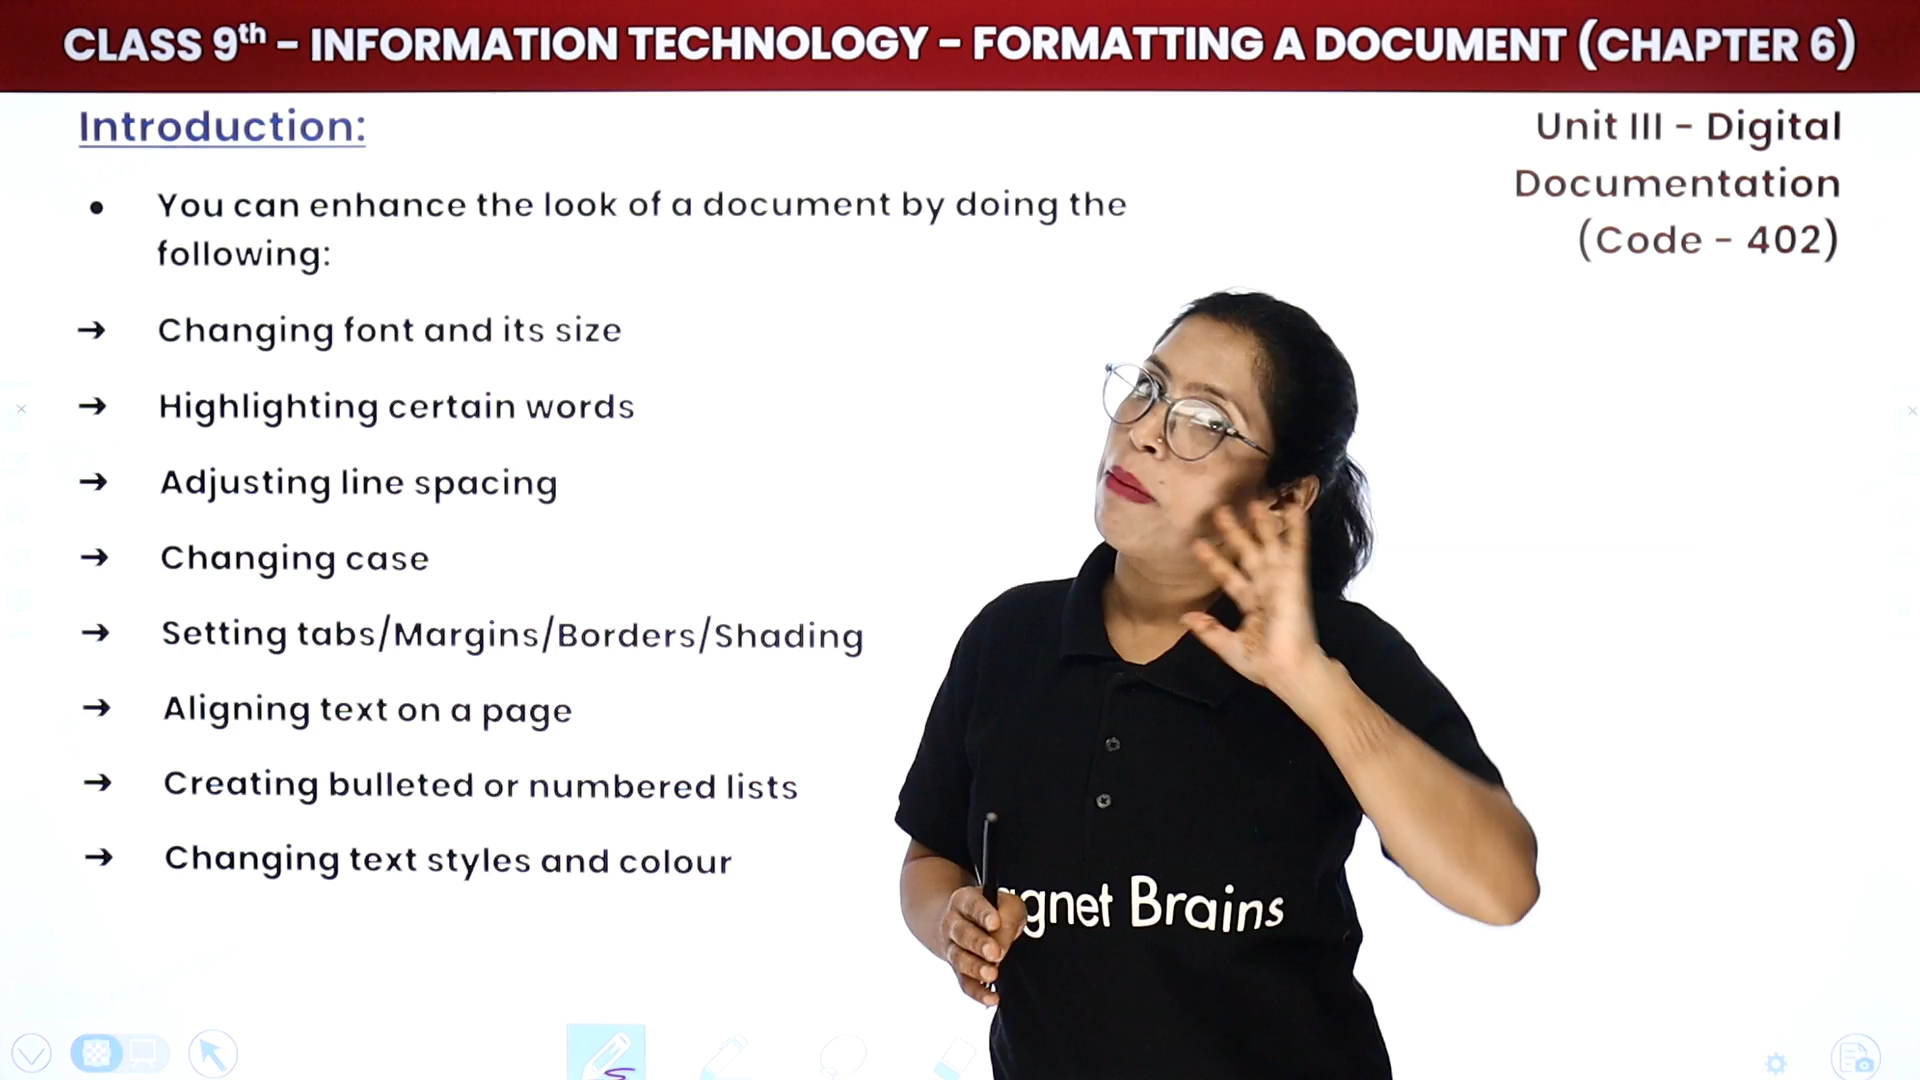 CLASS 9th – INFORMATION TECHNOLOGY – FORMATTING A DOCUMENT (CHAPTER 6)
Introduction:
Unit III – Digital
Documentation
(Code – 402)
• You can enhance the look of a document by doing the
following:
→ Changing font and its size
→ Highlighting certain words
→ Adjusting line spacing
→ Changing case
→ Setting tabs/Margins/Borders/Shading
→ Aligning text on a page
→ Creating bulleted or numbered lists
→ Changing text styles and colour
gnet Brains